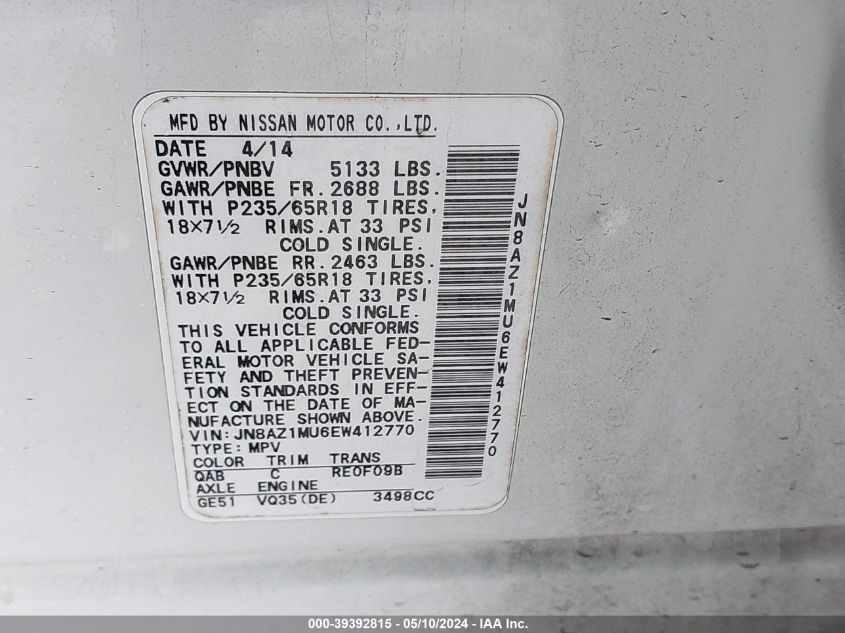 MFD BY NISSAN MOTOR CO.,LTD.
DATE 4/14
GVWR/PNBV 5133 LBS.
GAWR/PNBE FR. 2688 LBS.
WITH P235/65R18 TIRES,
18×7½ RIMS.AT 33 PSI
COLD SINGLE.
GAWR/PNBE RR. 2463 LBS.
WITH P235/65R18 TIRES,
18×7½ RIMS.AT 33 PSI
COLD SINGLE.
THIS VEHICLE CONFORMS
TO ALL APPLICABLE FED-
ERAL MOTOR VEHICLE SA-
FETY AND THEFT PREVEN-
TION STANDARDS IN EFF-
ECT ON THE DATE OF MA-
NUFACTURE SHOWN ABOVE.
VIN:JN8AZ1MU6EW412770
TYPE:MPV
COLOR TRIM TRANS
QAB C RE0F09B
AXLE ENGINE
GE51 VQ35(DE) 3498CC
JN8AZ1MU6EW412770
000-39392815 - 05/10/2024 - IAA Inc.